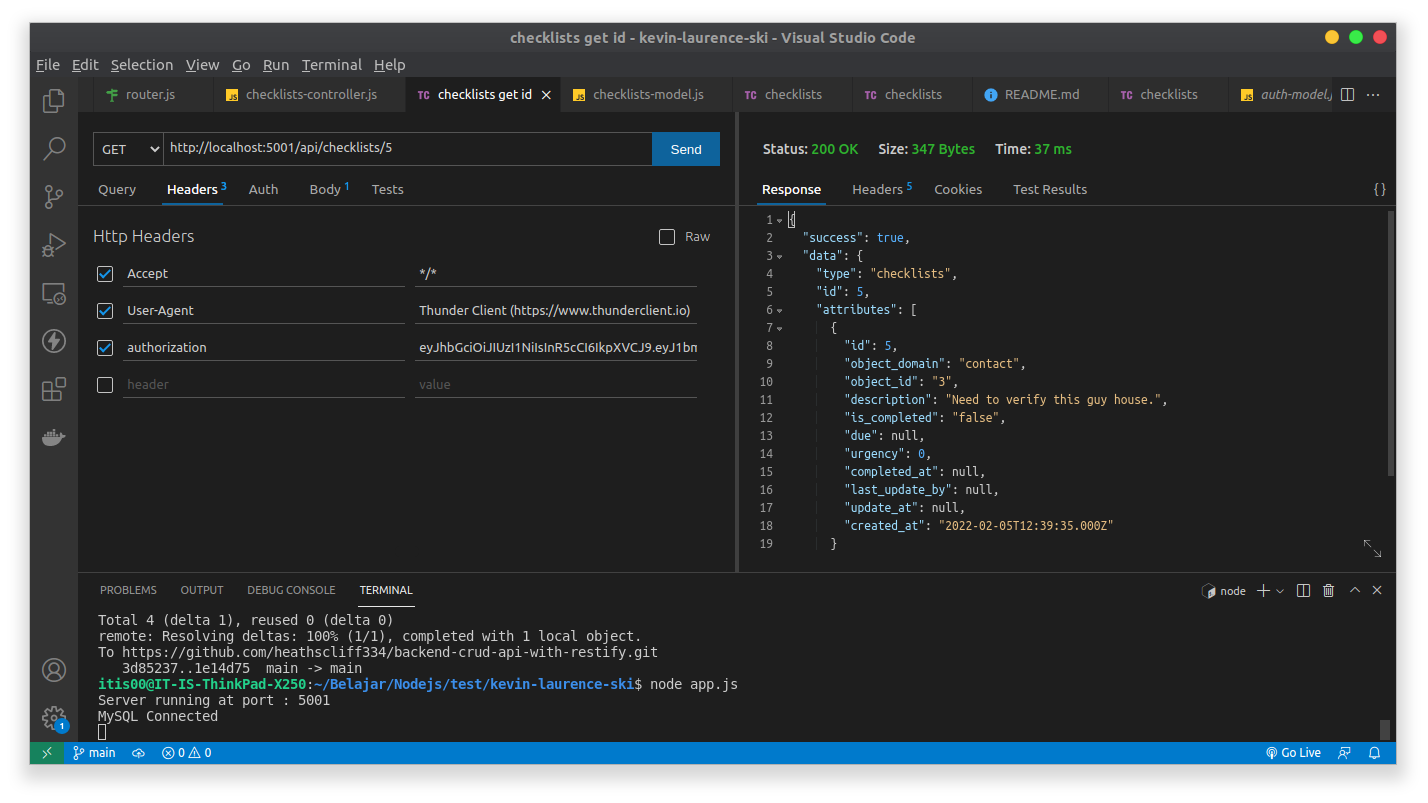 checklists get id - kevin-laurence-ski - Visual Studio Code
File Edit Selection View Go Run Terminal Help
router.js JS checklists-controller.js TC checklists get id JS checklists-model.js TC checklists TC checklists README.md TC checklists JS auth-model.j
GET http://localhost:5001/api/checklists/5 Send
Query Headers 3 Auth Body 1 Tests
Http Headers Raw
Accept */*
User-Agent Thunder Client (https://www.thunderclient.io)
authorization eyJhbGciOiJIUzI1NiIsInR5cCI6IkpXVCJ9.eyJ1bm
header value
Status: 200 OK Size: 347 Bytes Time: 37 ms
Response Headers 5 Cookies Test Results {}
1 {
2 "success": true,
3 "data": {
4 "type": "checklists",
5 "id": 5,
6 "attributes": [
7 {
8 "id": 5,
9 "object_domain": "contact",
10 "object_id": "3",
11 "description": "Need to verify this guy house.",
12 "is_completed": "false",
13 "due": null,
14 "urgency": 0,
15 "completed_at": null,
16 "last_update_by": null,
17 "update_at": null,
18 "created_at": "2022-02-05T12:39:35.000Z"
19 }
PROBLEMS OUTPUT DEBUG CONSOLE TERMINAL node
Total 4 (delta 1), reused 0 (delta 0)
remote: Resolving deltas: 100% (1/1), completed with 1 local object.
To https://github.com/heathscliff334/backend-crud-api-with-restify.git
3d85237..1e14d75 main -> main
itis00@IT-IS-ThinkPad-X250:~/Belajar/Nodejs/test/kevin-laurence-ski$ node app.js
Server running at port : 5001
MySQL Connected
1
main 0 0 Go Live